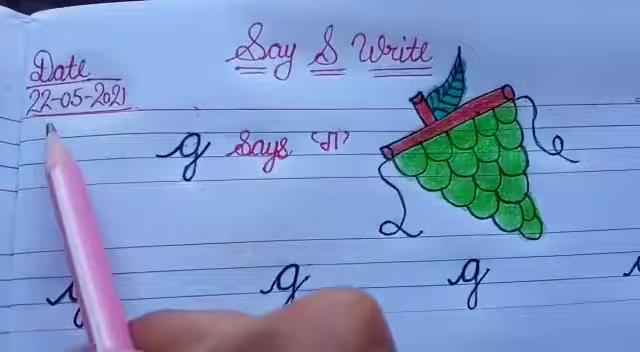 Say S Write
Date
22-05-2021
g Says 'ग'
g g g